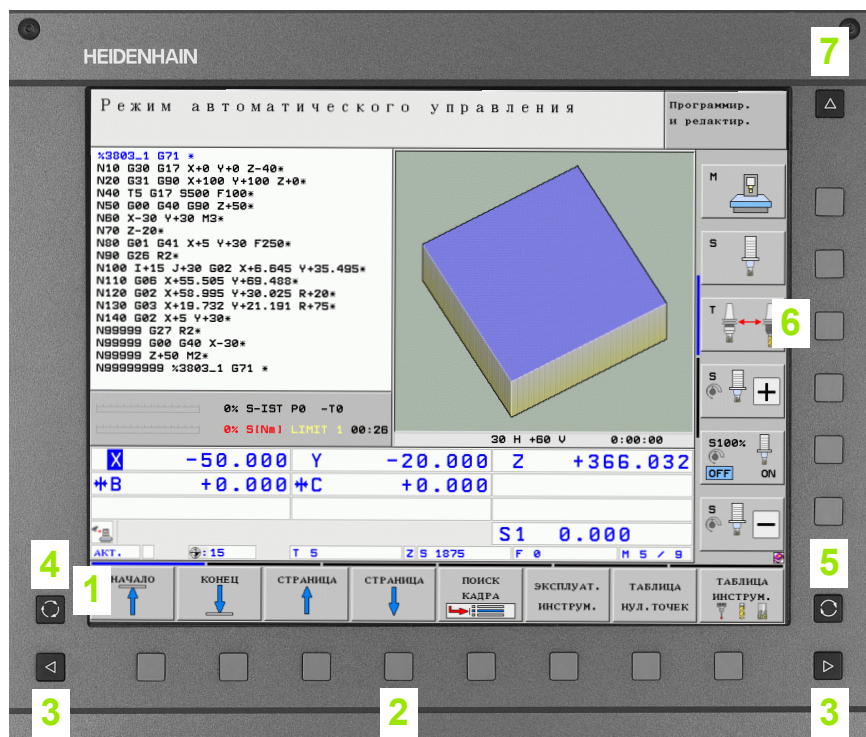 7
HEIDENHAIN
Режим автоматического управления
Программир.
и редактир.
%3803_1 G71 *
N10 G30 G17 X+0 Y+0 Z-40*
N20 G31 G90 X+100 Y+100 Z+0*
N40 T5 G17 S500 F100*
N50 G00 G40 G90 Z+50*
N60 X-30 Y+30 M3*
N70 Z-20*
N80 G01 G41 X+5 Y+30 F250*
N90 G26 R2*
N100 I+15 J+30 G02 X+6.645 Y+35.495*
N110 G06 X+55.505 Y+69.488*
N120 G02 X+58.995 Y+30.025 R+20*
N130 G03 X+19.732 Y+21.191 R+75*
N140 G02 X+5 Y+30*
N99999 G27 R2*
N99999 G00 G40 X-30*
N99999 Z+50 M2*
N99999999 %3803_1 G71 *
M
S
T
6
S
+
S100%
OFF ON
S
−
0% S-IST P0 -T0
0% S[Nm] LIMIT 1 00:26
30 H +60 V 0:00:00
X -50.000 Y -20.000 Z +366.032
B +0.000 C +0.000
S1 0.000
АКТ. : 15 T 5 Z S 1875 F 0 M 5 / 9
4
1
5
НАЧАЛО
КОНЕЦ
СТРАНИЦА
СТРАНИЦА
ПОИСК
КАДРА
ЭКСПЛУАТ.
ИНСТРУМ.
ТАБЛИЦА
НУЛ.ТОЧЕК
ТАБЛИЦА
ИНСТРУМ.
3
2
3